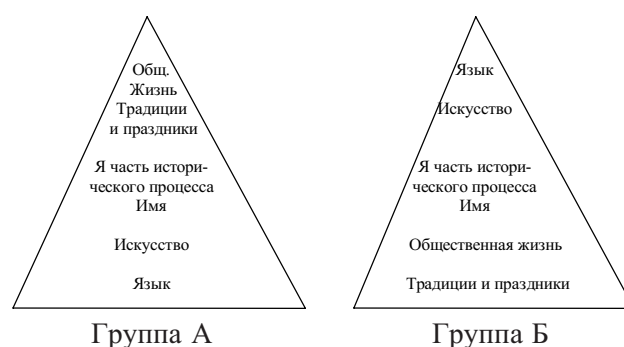 Общ.
Жизнь
Традиции
и праздники
Я часть истори-
ческого процесса
Имя
Искусство
Язык
Группа А
Язык
Искусство
Я часть истори-
ческого процесса
Имя
Общественная жизнь
Традиции и праздники
Группа Б